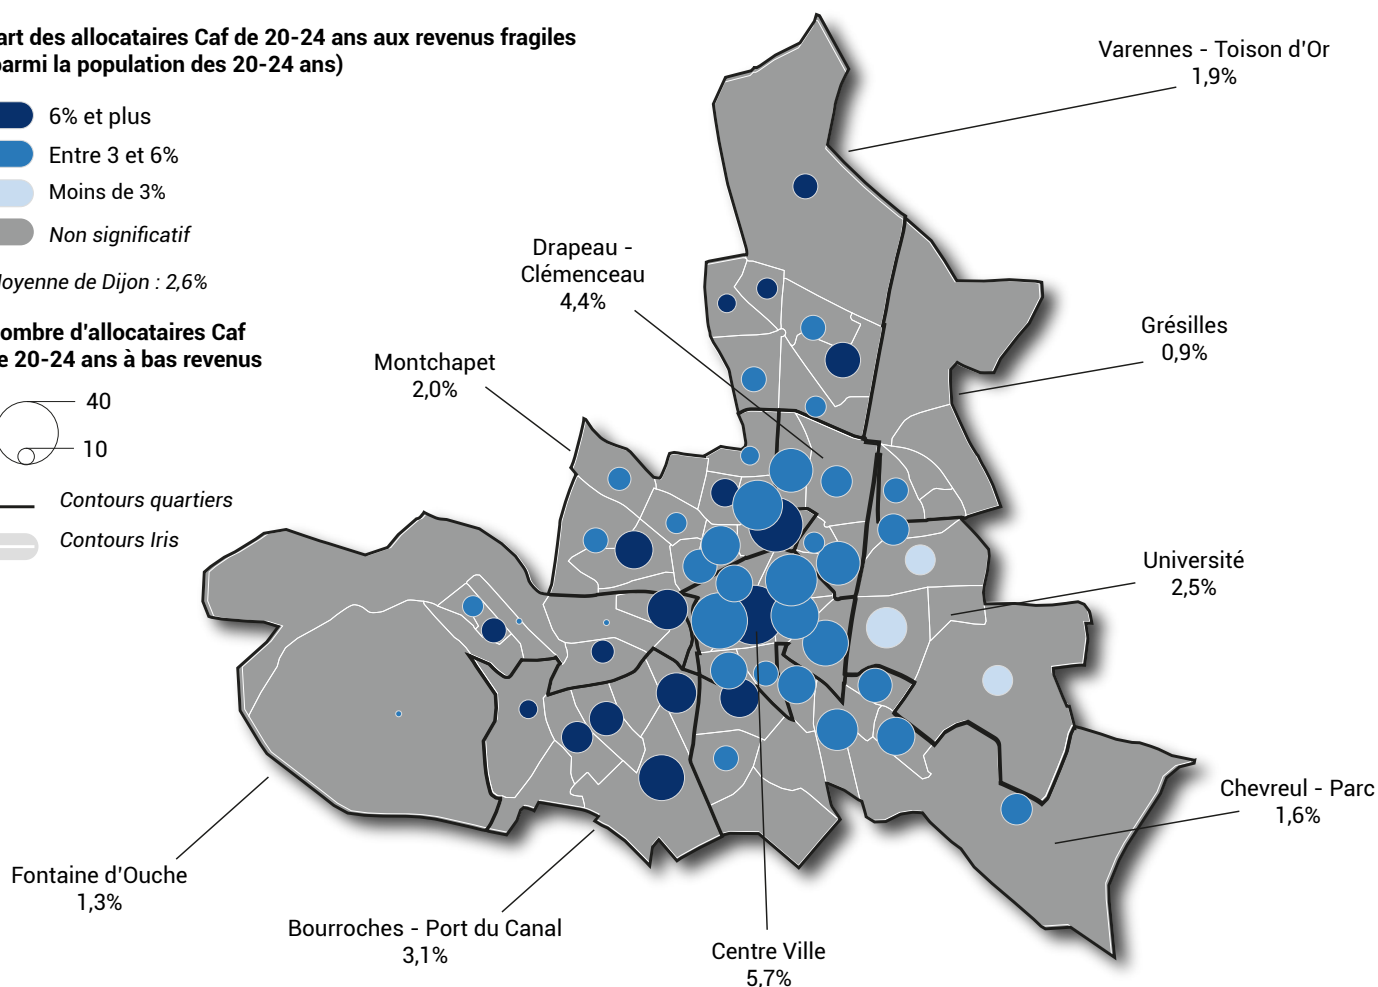 art des allocataires Caf de 20-24 ans aux revenus fragiles
parmi la population des 20-24 ans)
6% et plus
Entre 3 et 6%
Moins de 3%
Non significatif
Moyenne de Dijon : 2,6%
ombre d'allocataires Caf
e 20-24 ans à bas revenus
40
10
Contours quartiers
Contours Iris
Varennes - Toison d'Or
1,9%
Drapeau -
Clémenceau
4,4%
Grésilles
0,9%
Montchapet
2,0%
Université
2,5%
Chevreul - Parc
1,6%
Fontaine d'Ouche
1,3%
Bourroches - Port du Canal
3,1%
Centre Ville
5,7%